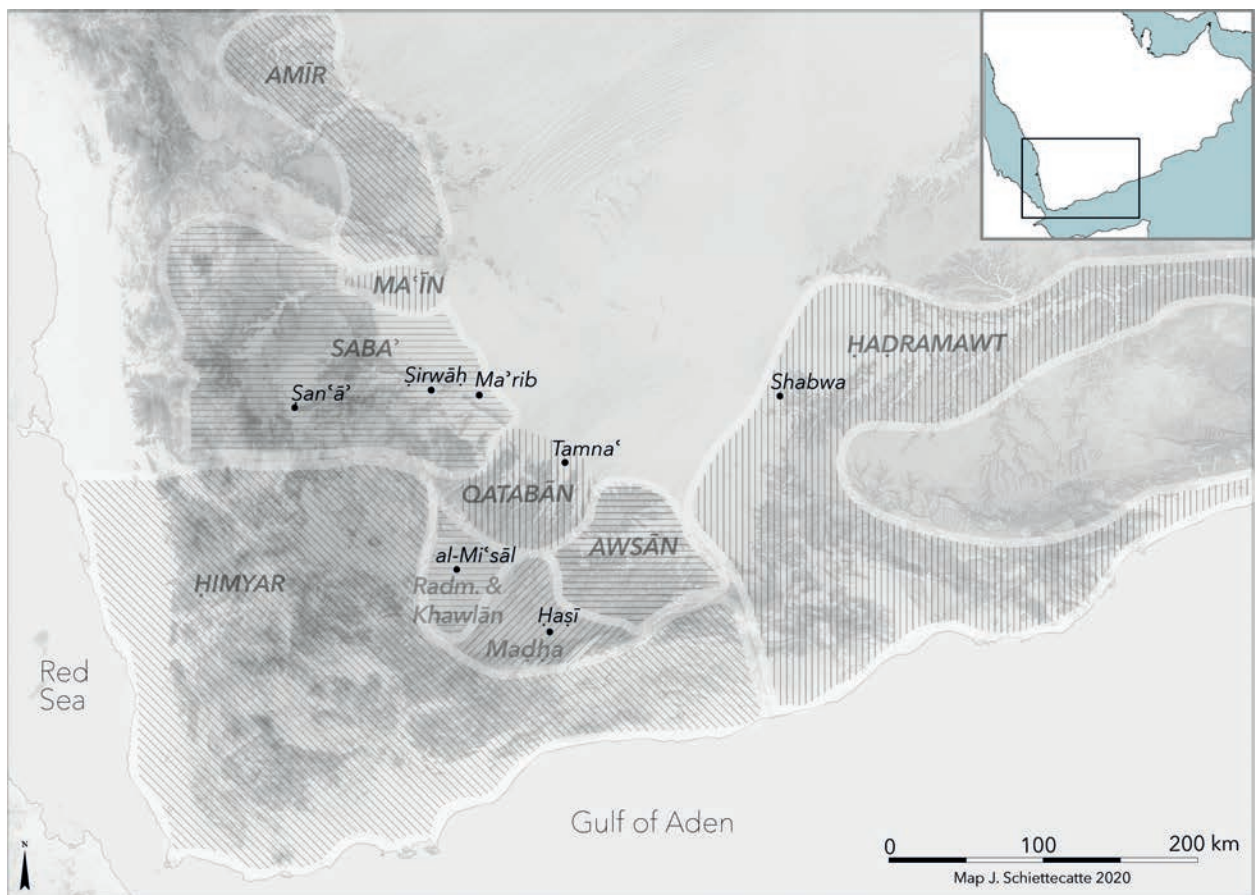 AMĪR
MAʿĪN
SABAʾ
ḤAḌRAMAWT
Ṣirwāḥ
Maʾrib
Ṣanʿāʾ
Shabwa
Tamnaʿ
QATABĀN
AWSĀN
al-Miʿsāl
ḤIMYAR
Radm. &
Khawlān
Ḥaṣī
Maḍḥa
Red
Sea
Gulf of Aden
N
0 100 200 km
Map J. Schiettecatte 2020